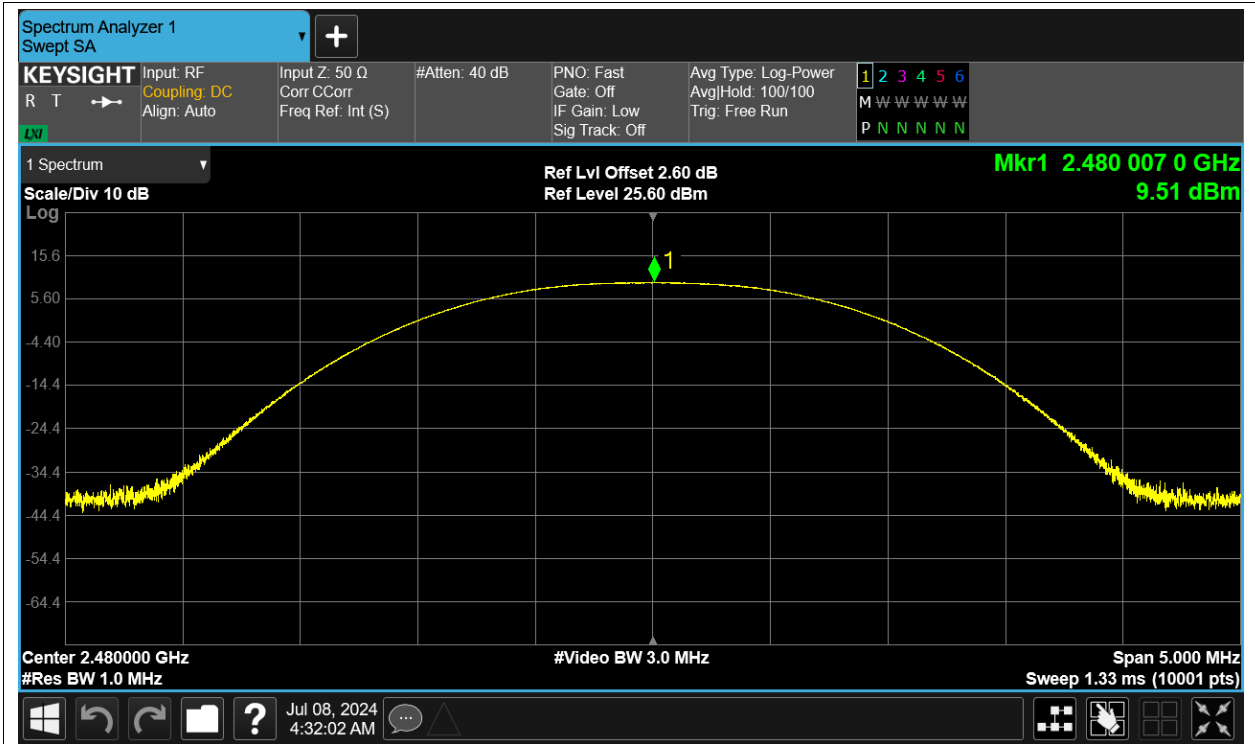 Spectrum Analyzer 1
Swept SA
+
KEYSIGHT
R T
LXI
Input: RF
Coupling: DC
Align: Auto
Input Z: 50 Ω
Corr CCorr
Freq Ref: Int (S)
#Atten: 40 dB
PNO: Fast
Gate: Off
IF Gain: Low
Sig Track: Off
Avg Type: Log-Power
Avg|Hold: 100/100
Trig: Free Run
1 2 3 4 5 6
M W W W W W
P N N N N N
1 Spectrum
Scale/Div 10 dB
Log
Ref Lvl Offset 2.60 dB
Ref Level 25.60 dBm
Mkr1 2.480 007 0 GHz
9.51 dBm
1
15.6
5.60
-4.40
-14.4
-24.4
-34.4
-44.4
-54.4
-64.4
Center 2.480000 GHz
#Video BW 3.0 MHz
Span 5.000 MHz
#Res BW 1.0 MHz
Sweep 1.33 ms (10001 pts)
?
Jul 08, 2024
4:32:02 AM